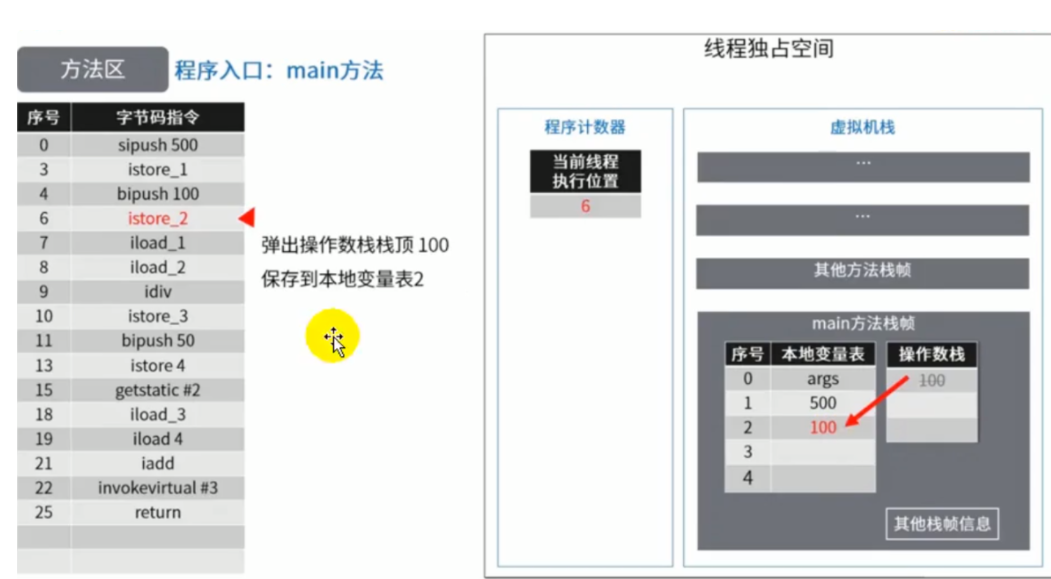 方法区
程序入口：main方法
序号 字节码指令
0 sipush 500
3 istore_1
4 bipush 100
6 istore_2
7 iload_1
8 iload_2
9 idiv
10 istore_3
11 bipush 50
13 istore 4
15 getstatic #2
18 iload_3
19 iload 4
21 iadd
22 invokevirtual #3
25 return
弹出操作数栈栈顶 100
保存到本地变量表2
线程独占空间
程序计数器
当前线程
执行位置
6
虚拟机栈
...
...
其他方法栈帧
main方法栈帧
序号 本地变量表
0 args
1 500
2 100
3
4
操作数栈
100
其他栈帧信息